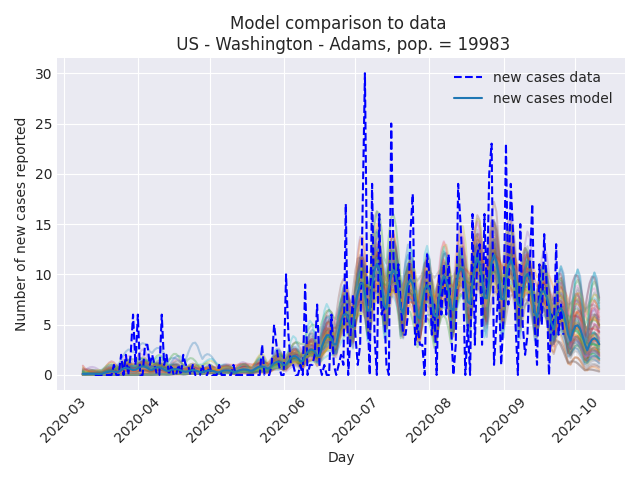 Model comparison to data
US - Washington - Adams, pop. = 19983
new cases data
new cases model
Number of new cases reported
30
25
20
15
10
5
0
2020-03
2020-04
2020-05
2020-06
2020-07
2020-08
2020-09
2020-10
Day